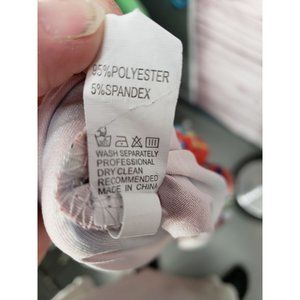 95%POLYESTER
5%SPANDEX
WASH SEPARATELY
PROFESSIONAL
DRY CLEAN
RECOMMENDED
MADE IN CHINA